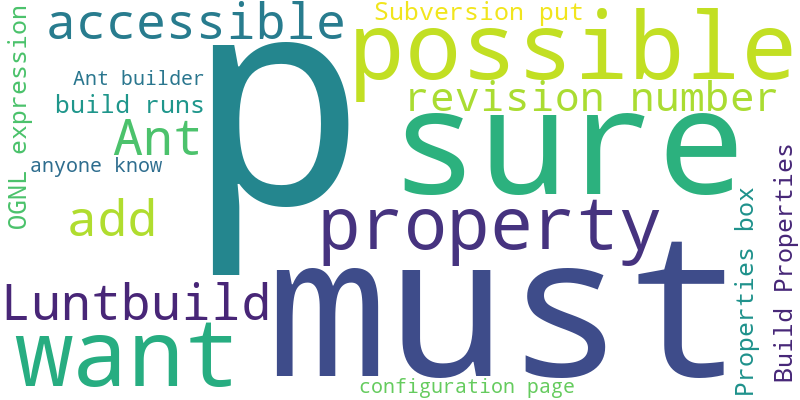 Subversion put
accessible
possible
OGNL expression
p
Ant builder
revision number
build runs
sure
Ant
anyone know
Build Properties
Properties box
add
property
must
Luntbuild
want
configuration page